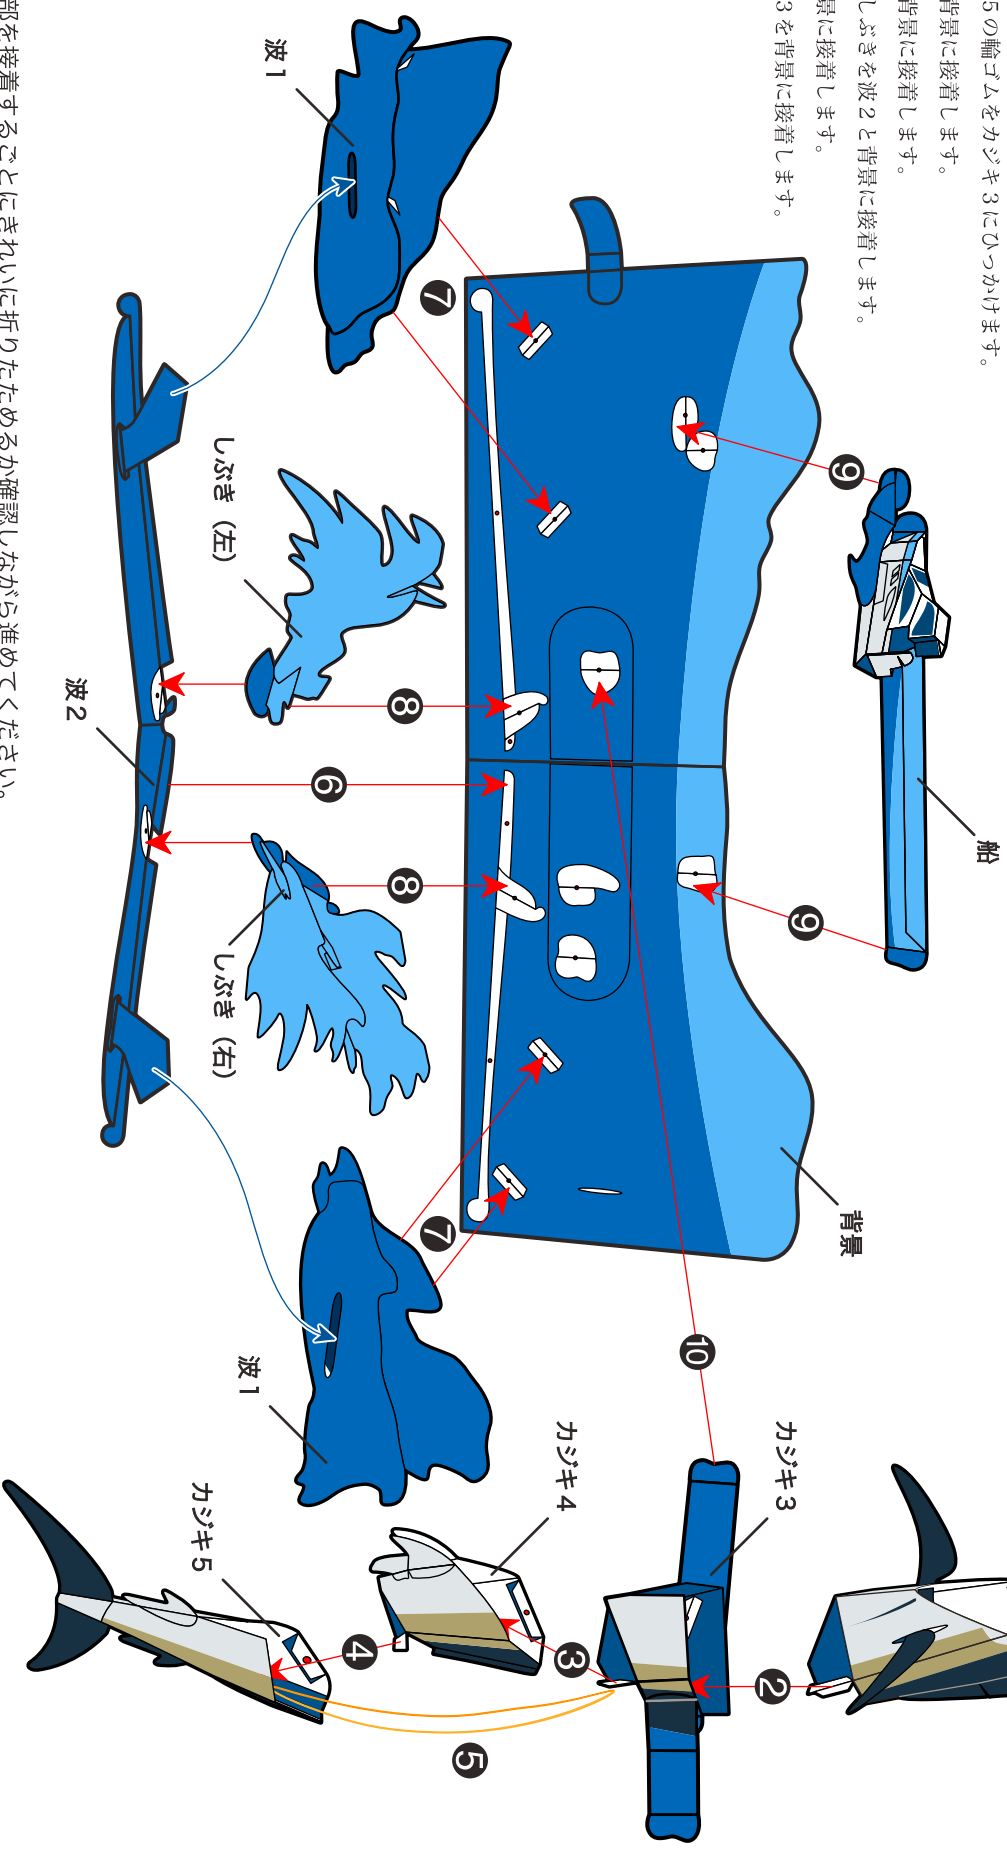 5の輪ゴムをカジキ3にひっかけます。
背景に接着します。
背景に接着します。
しぶきを波2と背景に接着します。
景に接着します。
3を背景に接着します。
船
9
9
背景
10
カジキ3
2
波1
7
7
8
8
6
しぶき（左）
しぶき（右）
波2
波1
カジキ4
3
カジキ5
4
5
部を接着するごとにきれいに折りたためるか確認しながら進めてください。